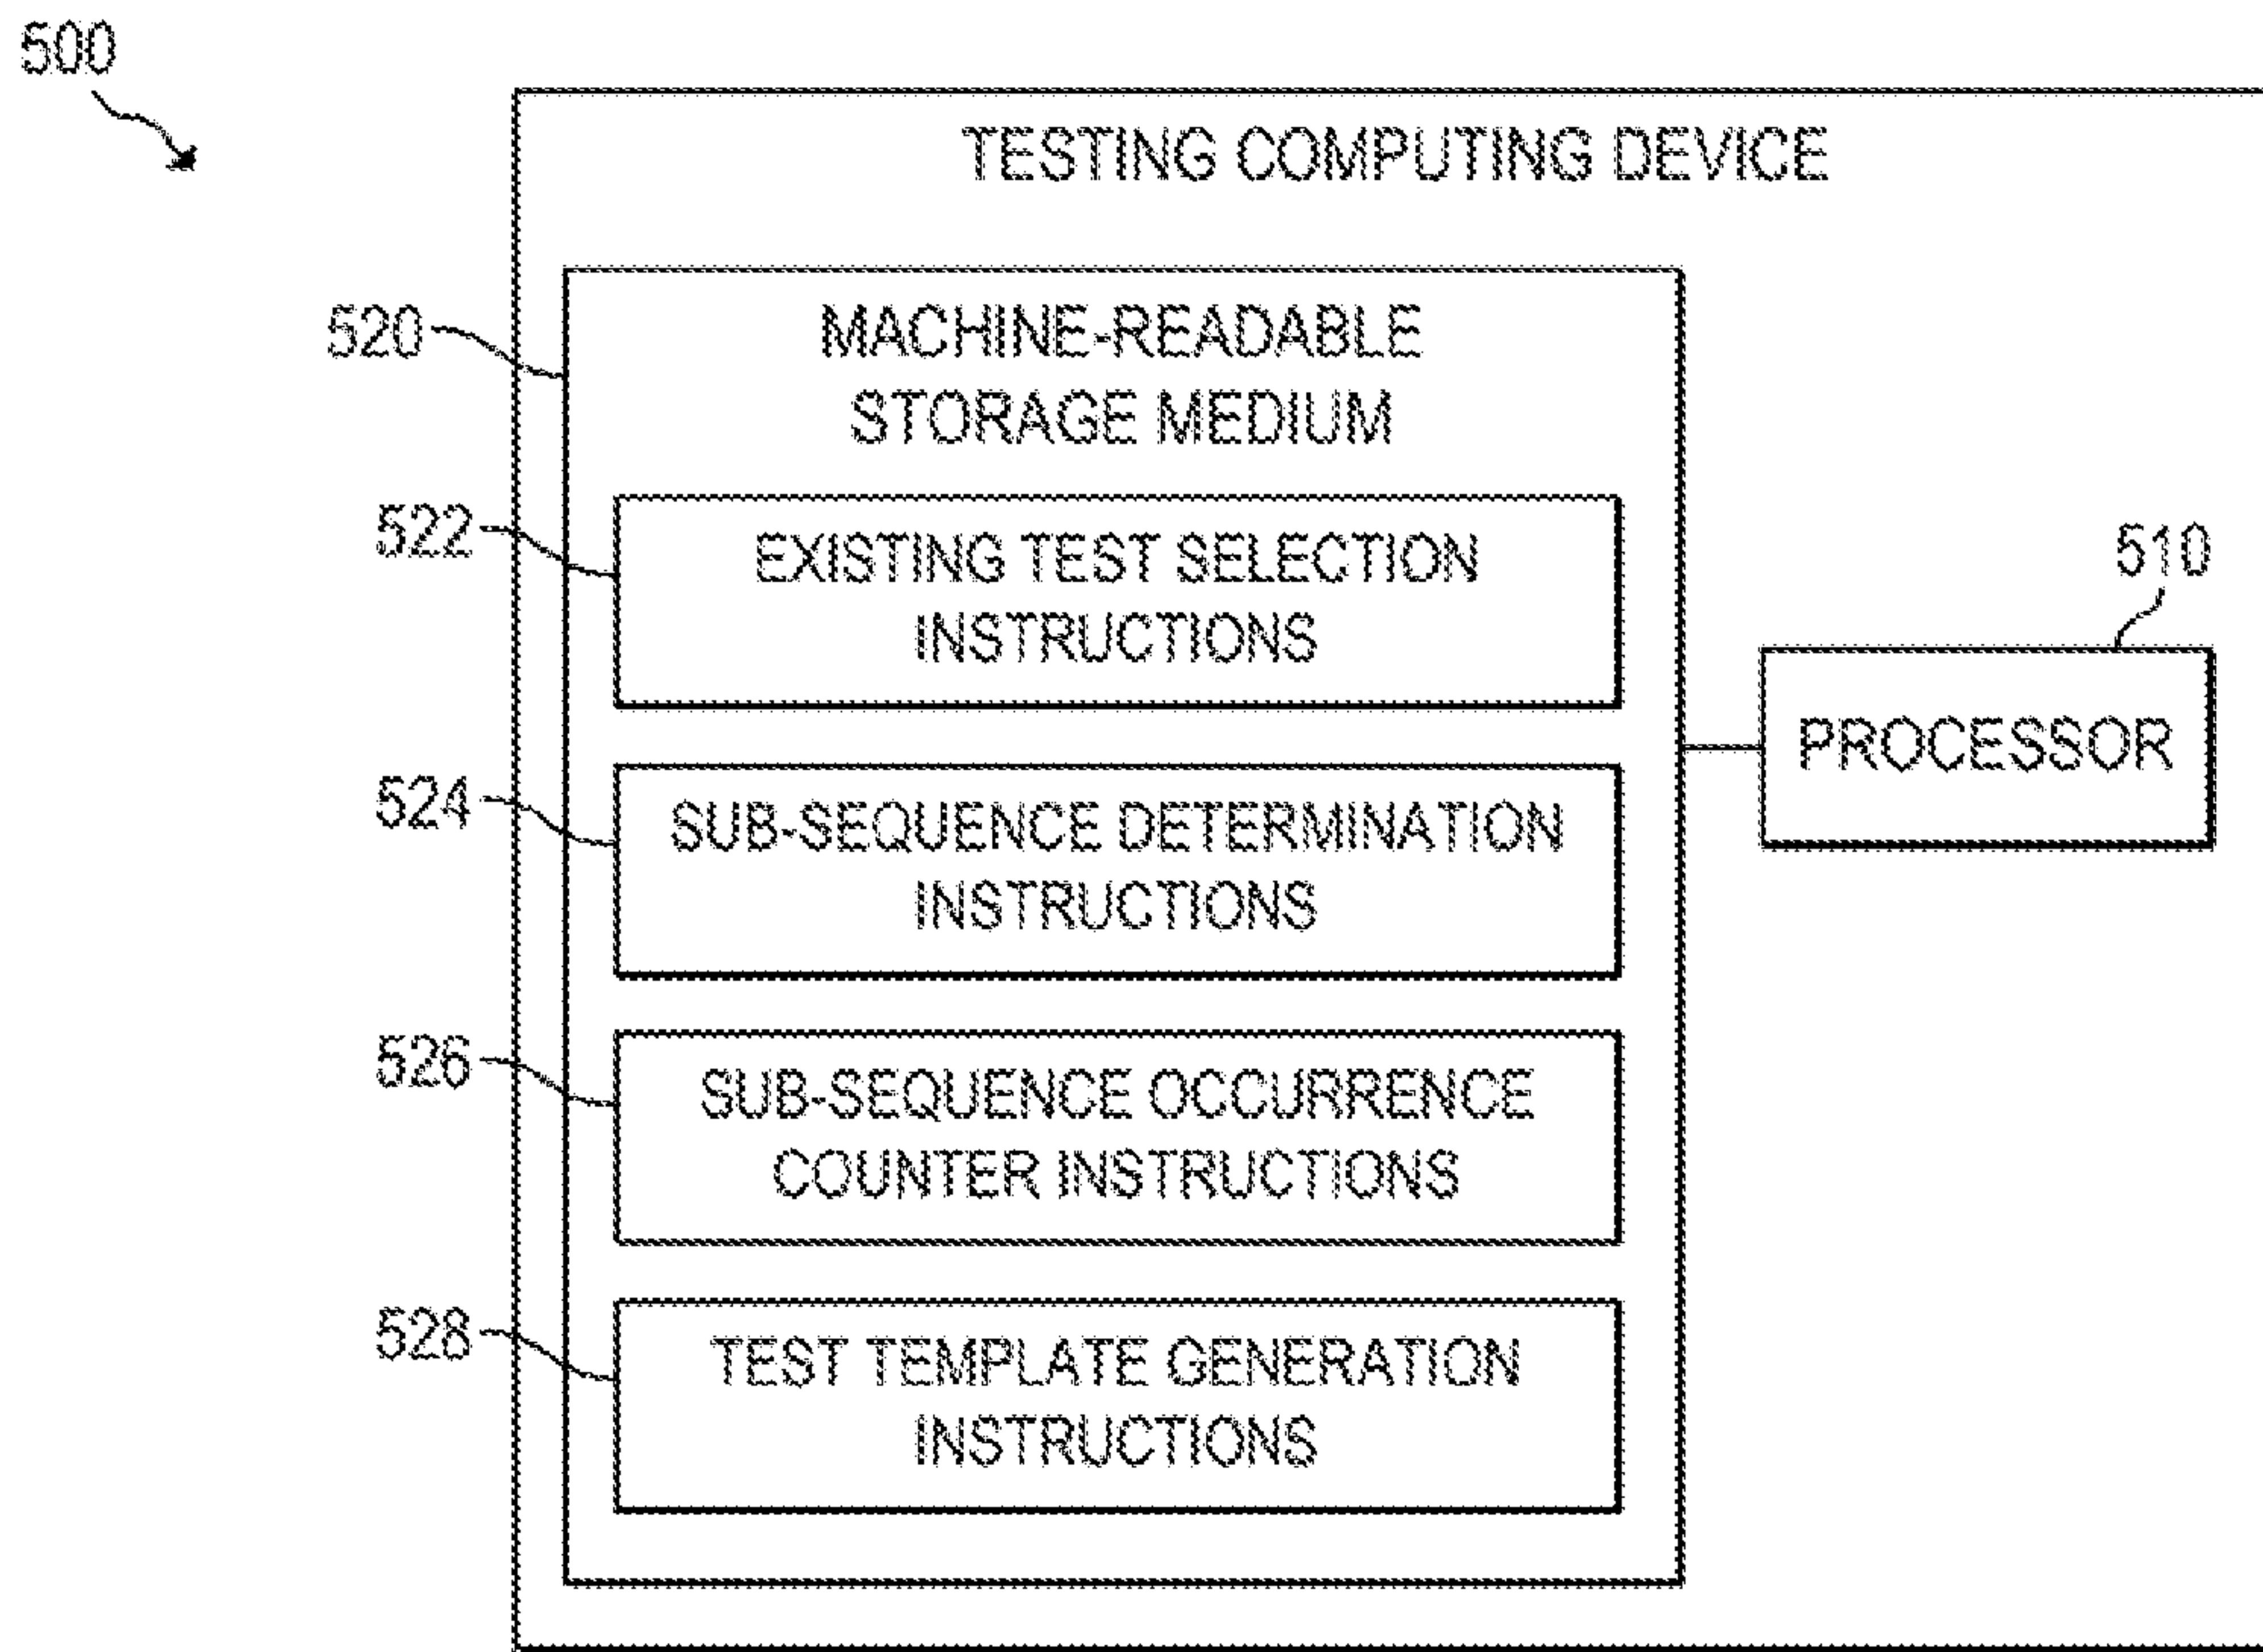 500
TESTING COMPUTING DEVICE
520
MACHINE-READABLE
STORAGE MEDIUM
522
EXISTING TEST SELECTION
INSTRUCTIONS
510
PROCESSOR
524
SUB-SEQUENCE DETERMINATION
INSTRUCTIONS
526
SUB-SEQUENCE OCCURRENCE
COUNTER INSTRUCTIONS
528
TEST TEMPLATE GENERATION
INSTRUCTIONS